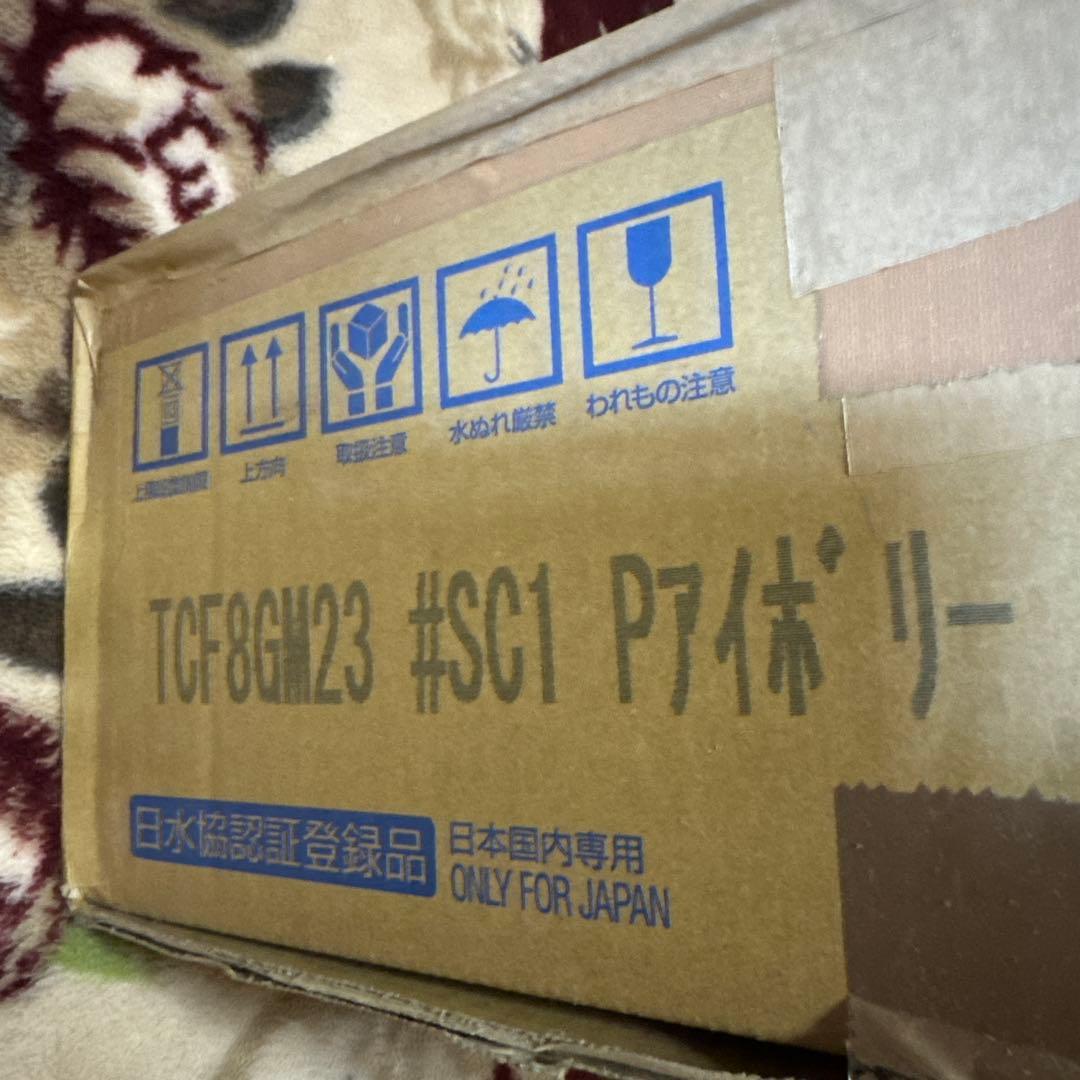 上方向
取扱注意
水ぬれ厳禁
われもの注意
TCF8GM23 #SC1 Pアイボリー
日水協認証登録品
日本国内専用
ONLY FOR JAPAN